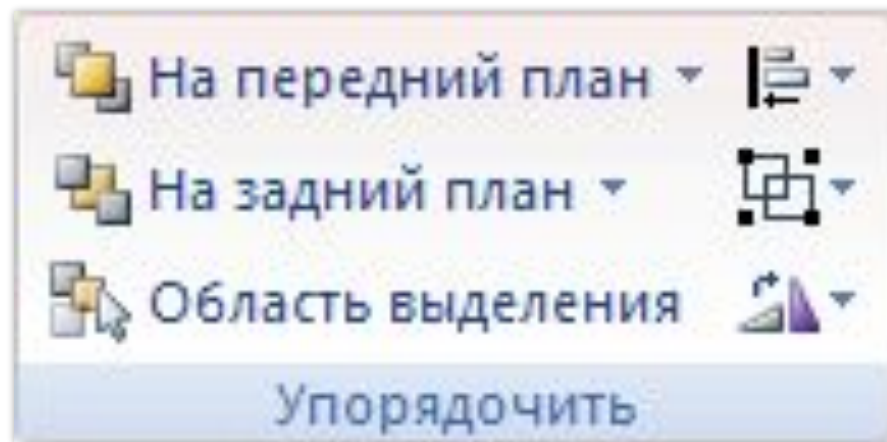 На передний план
На задний план
Область выделения
Упорядочить